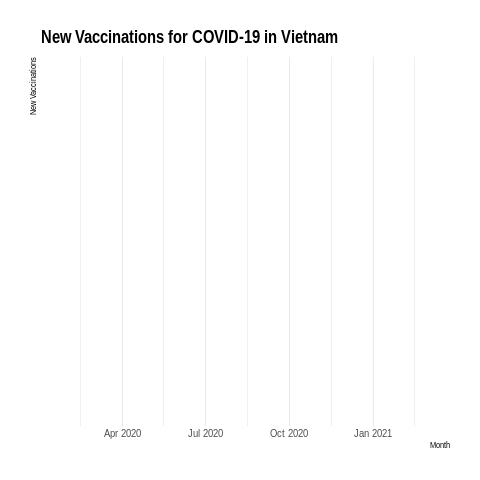 New Vaccinations for COVID-19 in Vietnam
New Vaccinations
Apr 2020 Jul 2020 Oct 2020 Jan 2021
Month